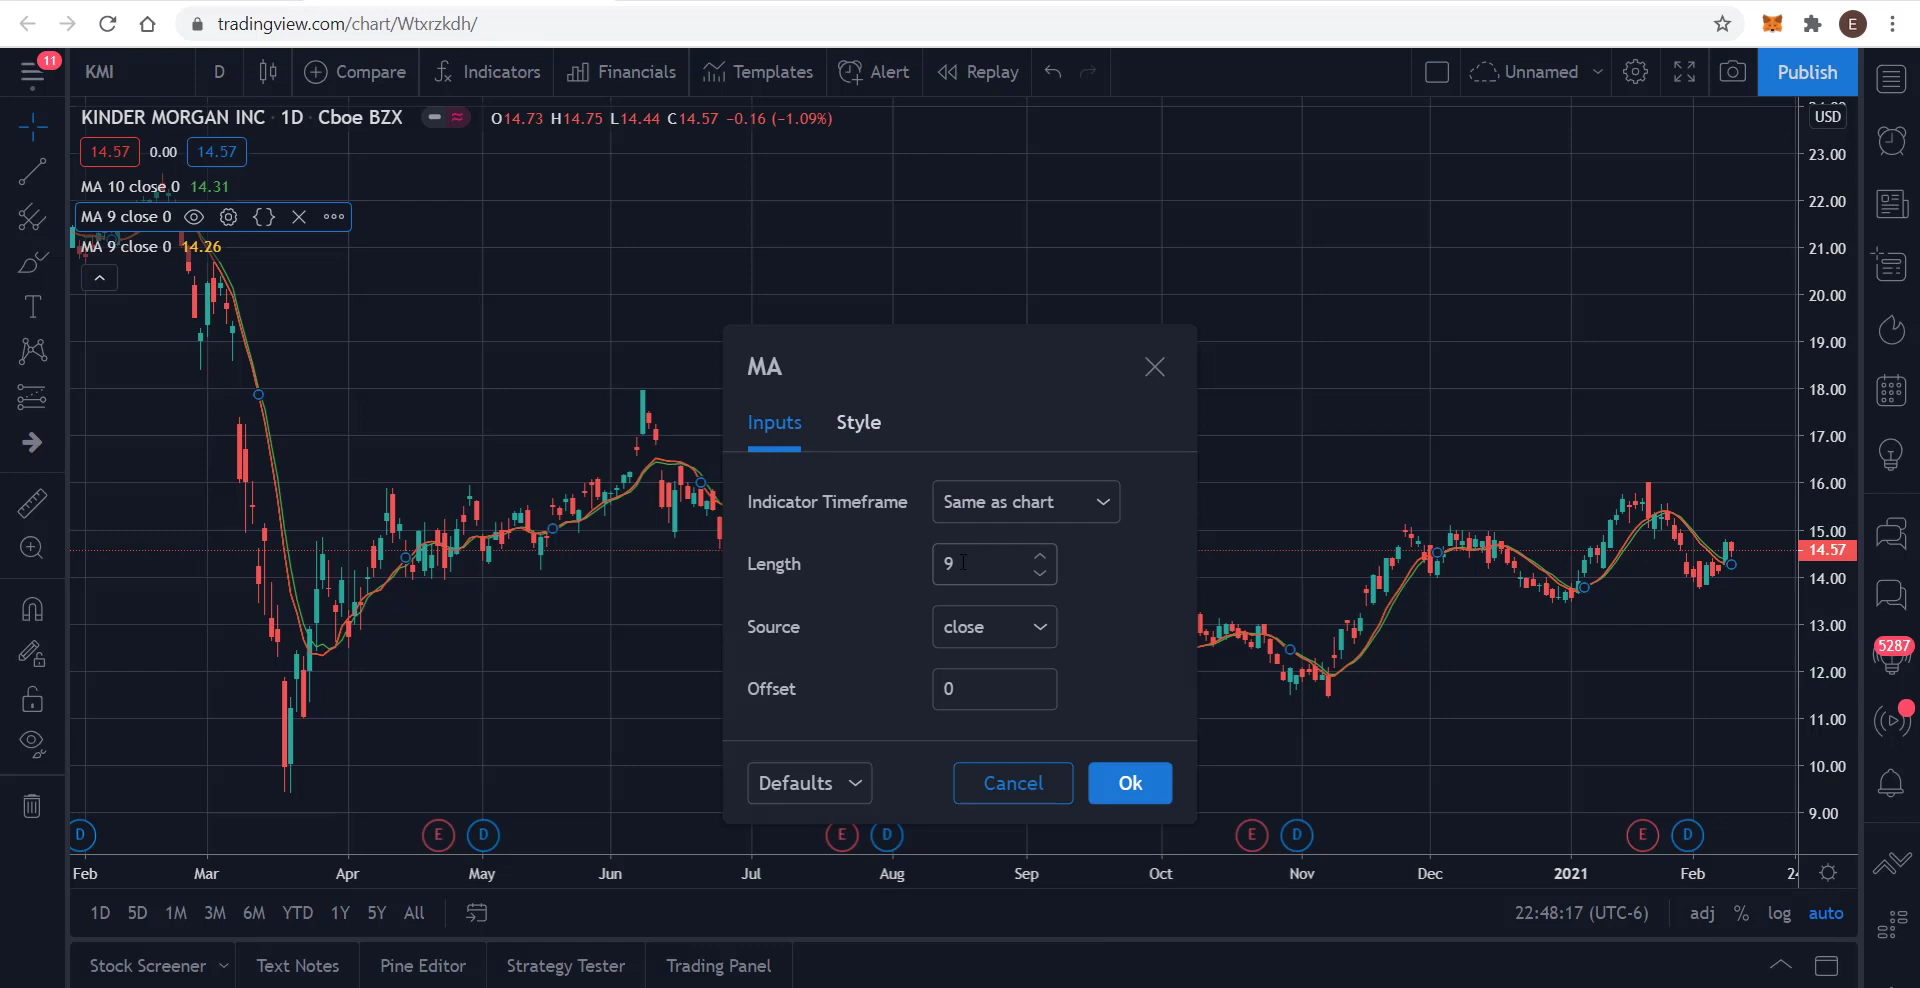 tradingview.com/chart/Wtxrzkdh/
E
11
KMI D Compare Indicators Financials Templates Alert Replay Unnamed Publish
KINDER MORGAN INC · 1D · Cboe BZX O14.73 H14.75 L14.44 C14.57 −0.16 (−1.09%)
USD
14.57 0.00 14.57
MA 10 close 0 14.31
MA 9 close 0
MA 9 close 0 14.26
23.00
22.00
21.00
20.00
19.00
18.00
17.00
16.00
15.00
14.57
14.00
13.00
12.00
11.00
10.00
9.00
MA
Inputs Style
Indicator Timeframe Same as chart
Length 9
Source close
Offset 0
Defaults Cancel Ok
5287
D E D E D E D E D
Feb Mar Apr May Jun Jul Aug Sep Oct Nov Dec 2021 Feb
1D 5D 1M 3M 6M YTD 1Y 5Y All 22:48:17 (UTC-6) adj % log auto
Stock Screener Text Notes Pine Editor Strategy Tester Trading Panel